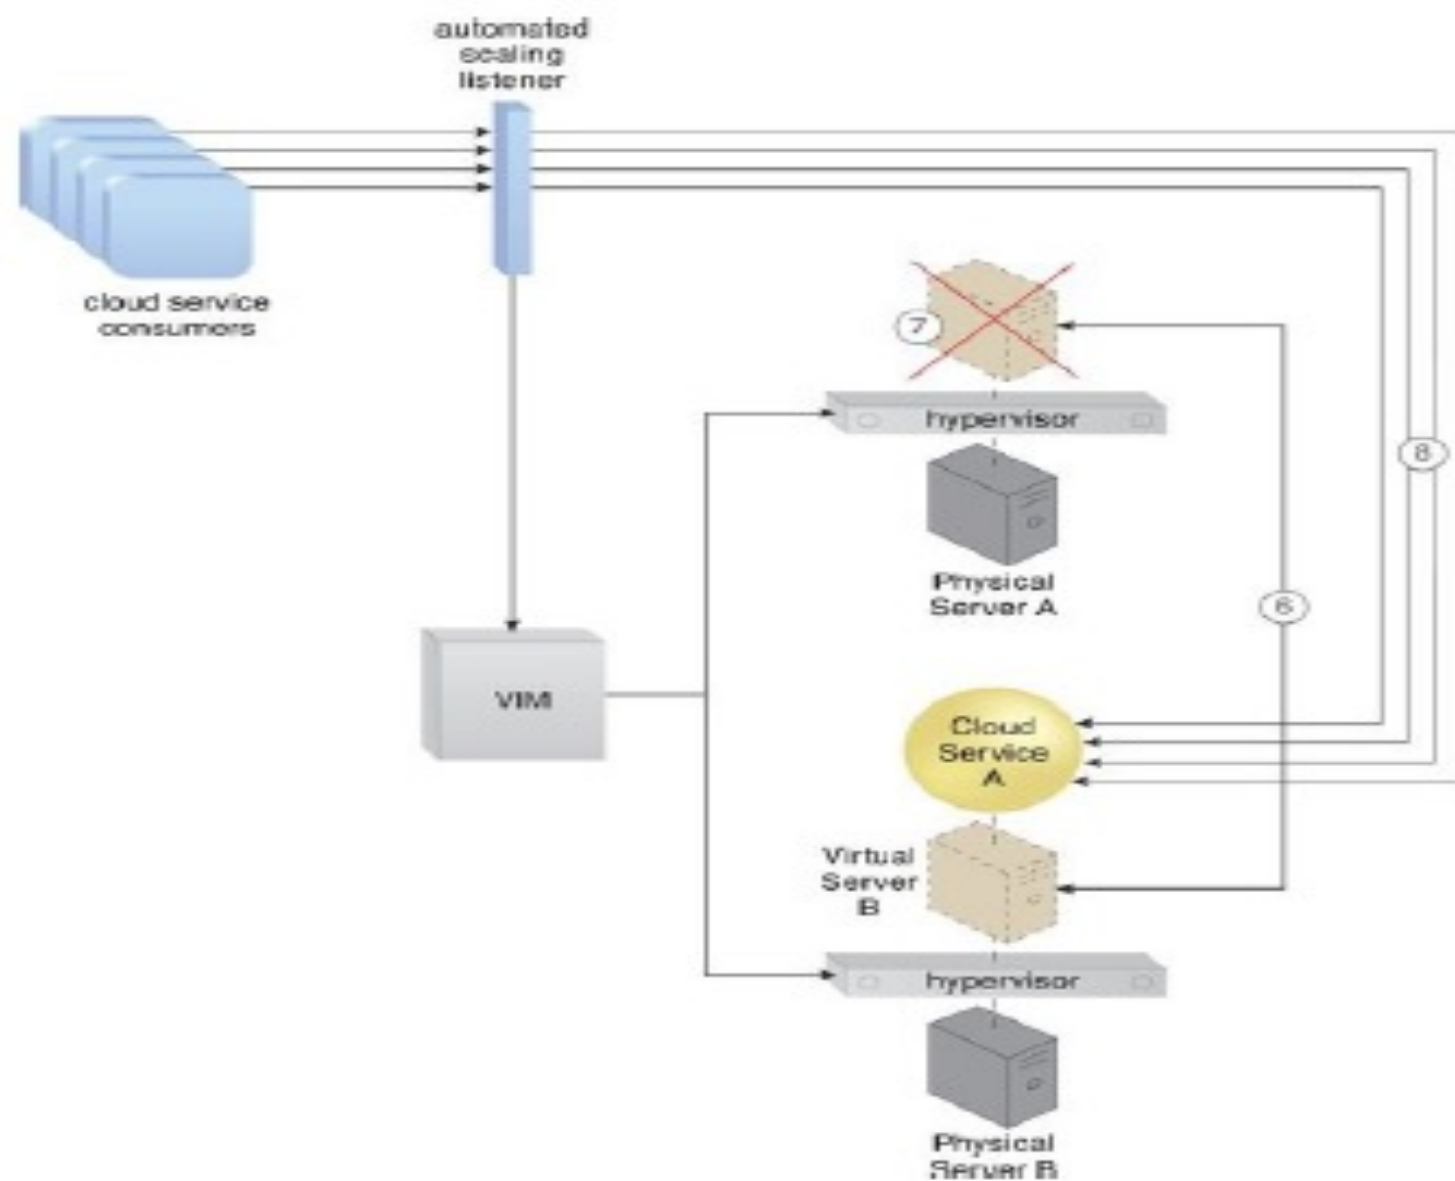 automated
scaling
listener
cloud service
consumers
7
hypervisor
8
Physical
Server A
6
VIM
Cloud
Service
A
Virtual
Server
B
hypervisor
Physical
Server B